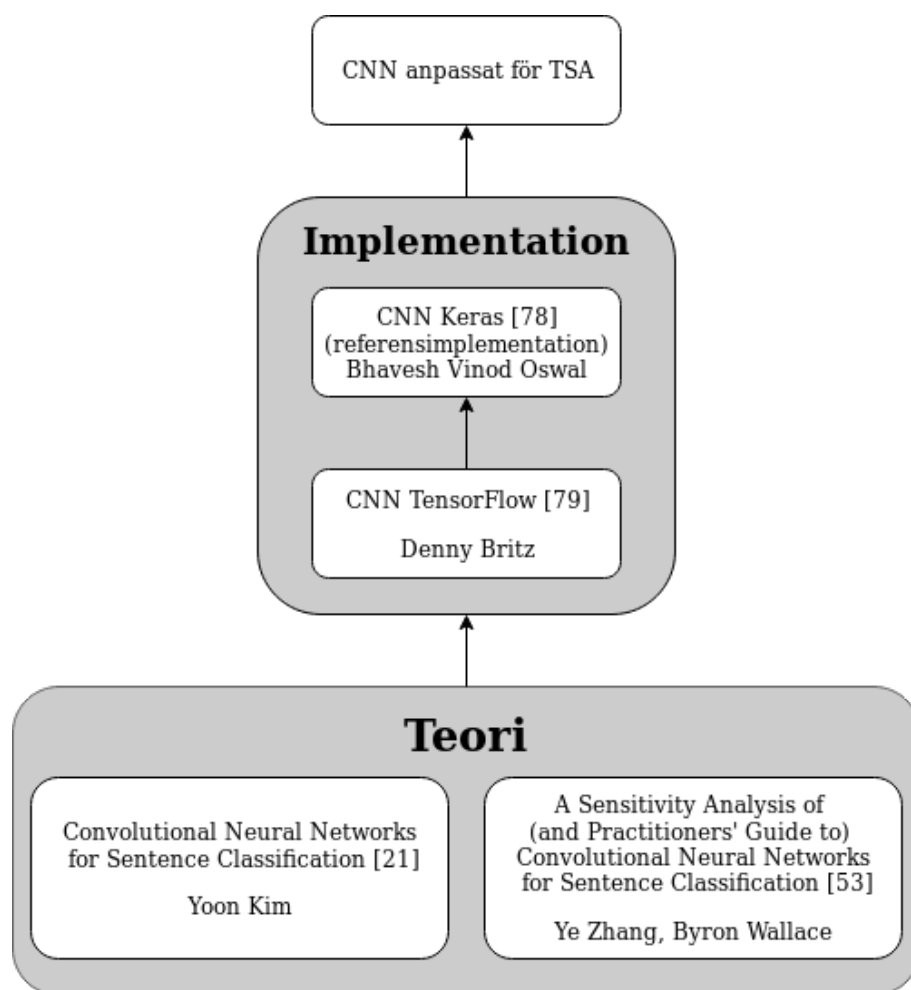 CNN anpassat för TSA
Implementation
CNN Keras [78]
(referensimplementation)
Bhavesh Vinod Oswal
CNN TensorFlow [79]
Denny Britz
Teori
Convolutional Neural Networks
for Sentence Classification [21]
Yoon Kim
A Sensitivity Analysis of
(and Practitioners' Guide to)
Convolutional Neural Networks
for Sentence Classification [53]
Ye Zhang, Byron Wallace